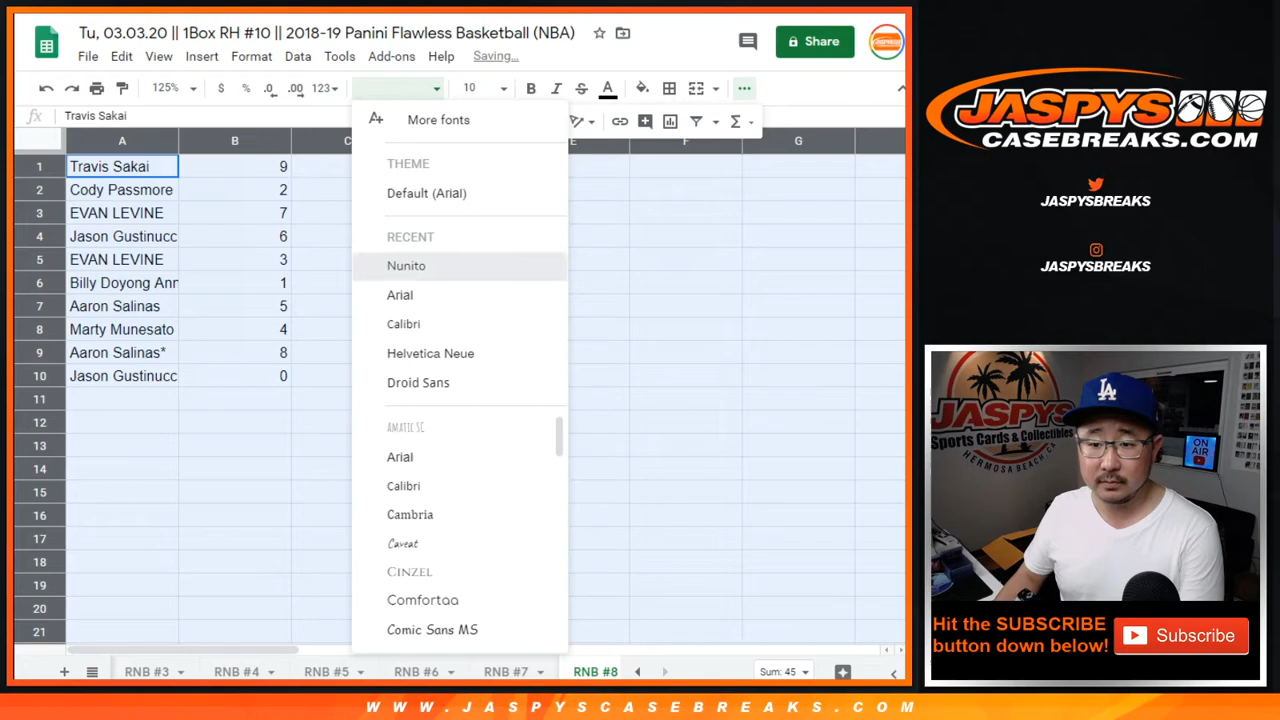 Tu, 03.03.20 || 1Box RH #10 || 2018-19 Panini Flawless Basketball (NBA)
File Edit View Insert Format Data Tools Add-ons Help Saving...
Share
125% $ % .0 .00 123 10 B I S A
fx Travis Sakai
A B C E F G
1 Travis Sakai 9
2 Cody Passmore 2
3 EVAN LEVINE 7
4 Jason Gustinucc 6
5 EVAN LEVINE 3
6 Billy Doyong Ann 1
7 Aaron Salinas 5
8 Marty Munesato 4
9 Aaron Salinas* 8
10 Jason Gustinucc 0
11
12
13
14
15
16
17
18
19
20
21
More fonts
THEME
Default (Arial)
RECENT
Nunito
Arial
Calibri
Helvetica Neue
Droid Sans
AMATIC SC
Arial
Calibri
Cambria
Caveat
CINZEL
Comfortaa
Comic Sans MS
RNB #3 RNB #4 RNB #5 RNB #6 RNB #7 RNB #8 Sum: 45
JASPYS
CASEBREAKS.COM
JASPYSBREAKS
JASPYSBREAKS
JASPYS
Sports Cards & Collectibles
HERMOSA BEACH, CA
LA
ON AIR
Hit the SUBSCRIBE
button down below!
Subscribe
WWW.JASPYSCASEBREAKS.COM